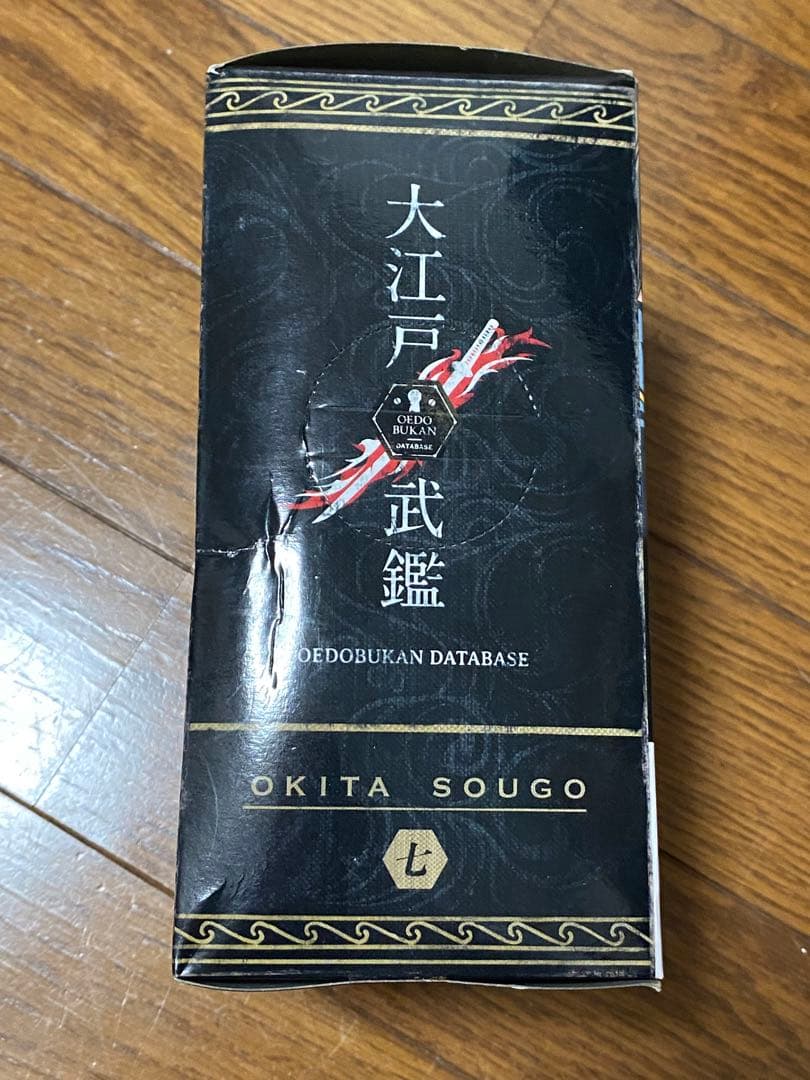 大江戸
OEDO
BUKAN
DATABASE
武鑑
OEDOBUKAN DATABASE
OKITA SOUGO
七